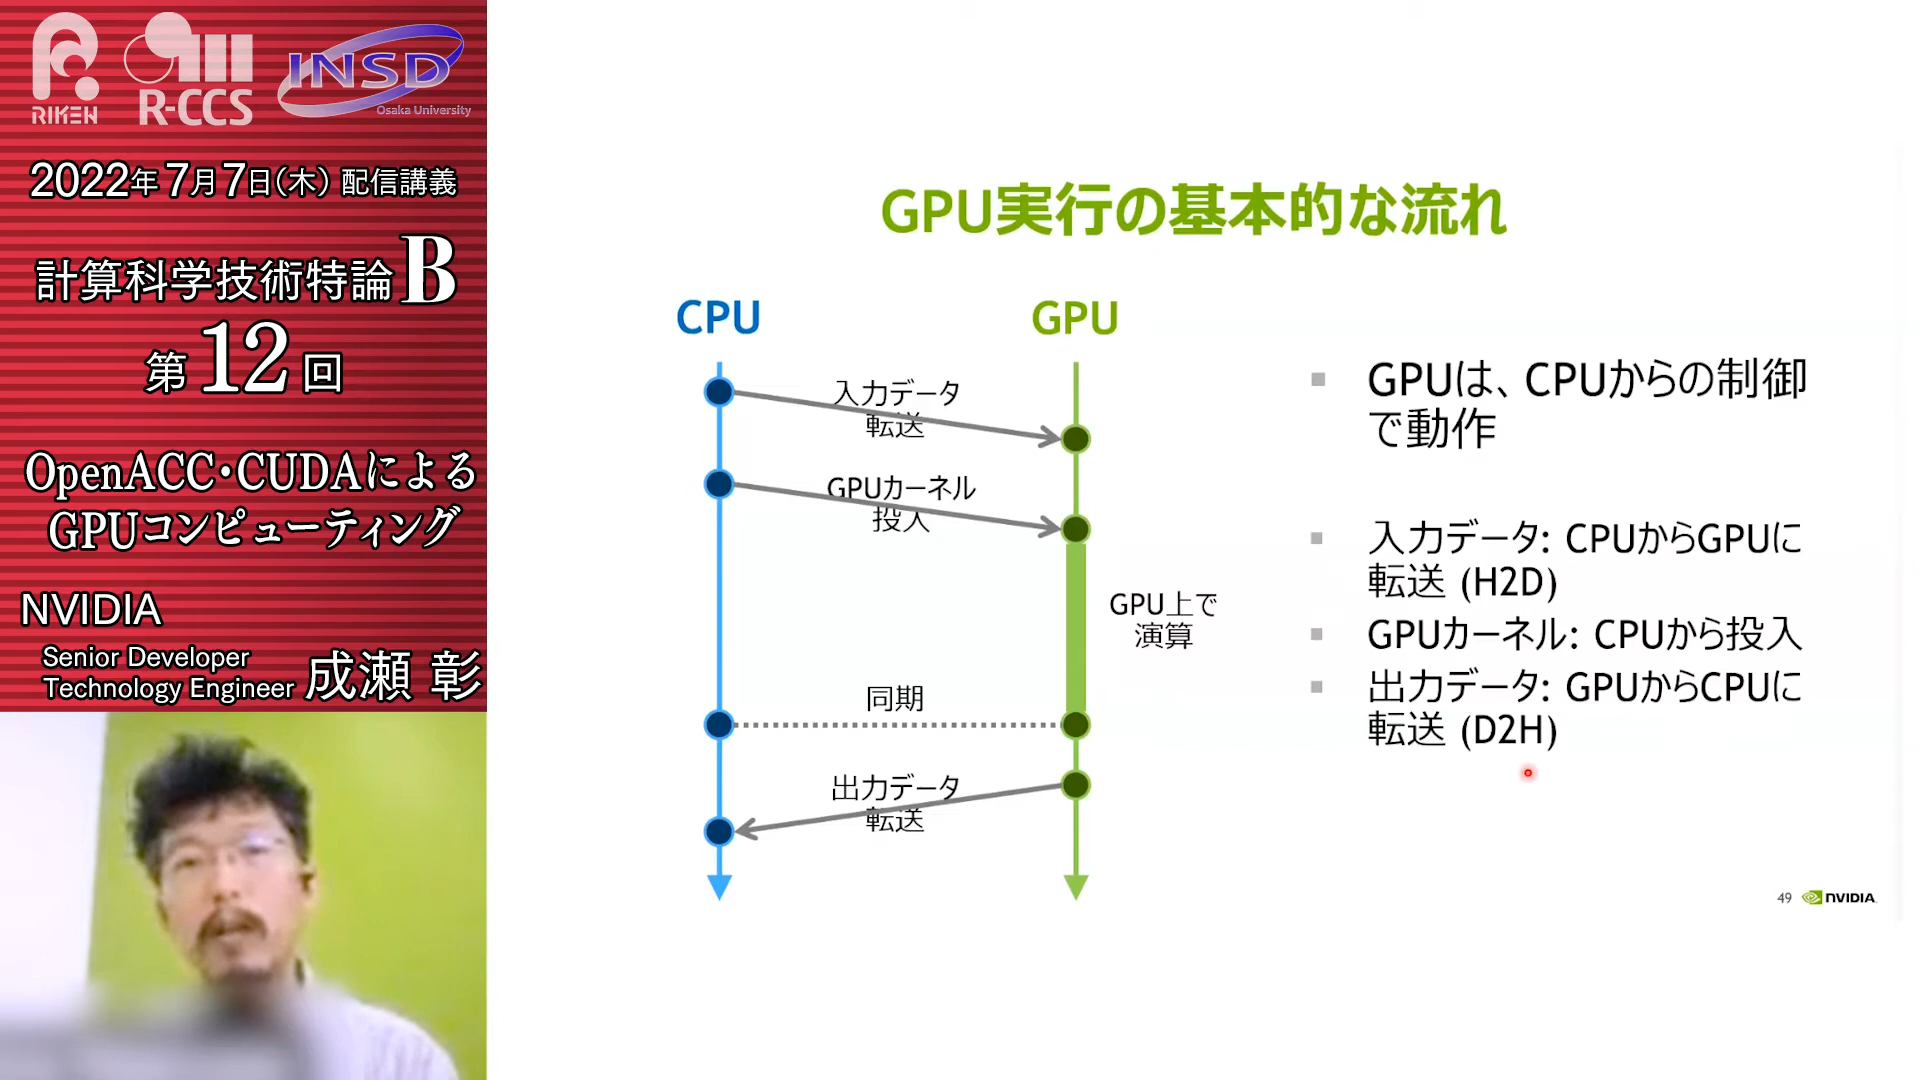 RIKEN
R-CCS
INSD
Osaka University
2022年7月7日(木) 配信講義
計算科学技術特論B
第12回
OpenACC・CUDAによる
GPUコンピューティング
NVIDIA
Senior Developer
Technology Engineer 成瀬 彰
GPU実行の基本的な流れ
CPU
GPU
入力データ
転送
GPUカーネル
投入
GPU上で
演算
同期
出力データ
転送
GPUは、CPUからの制御
で動作
入力データ: CPUからGPUに
転送 (H2D)
GPUカーネル: CPUから投入
出力データ: GPUからCPUに
転送 (D2H)
49
NVIDIA